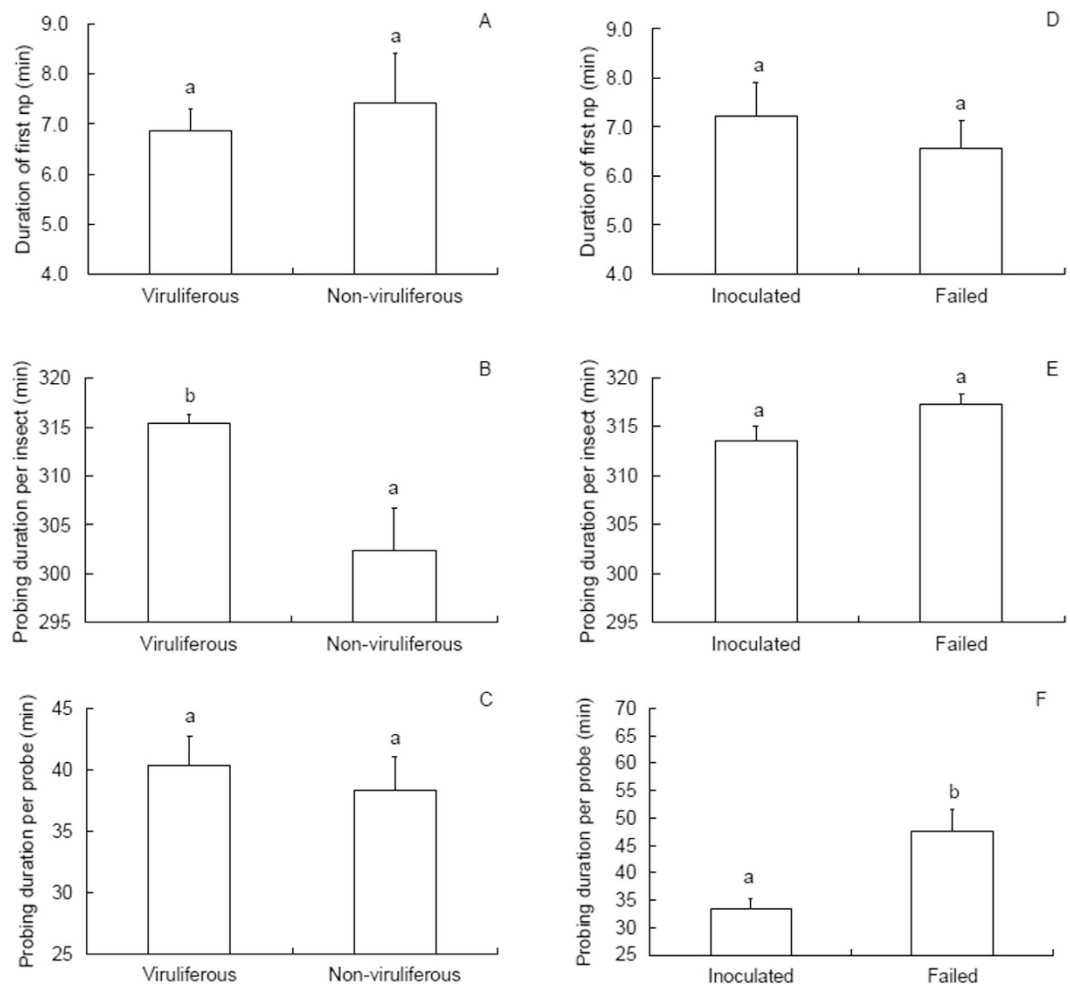 A
Duration of first np (min)
9.0
8.0
7.0
6.0
5.0
4.0
a
a
Viruliferous
Non-viruliferous
D
Duration of first np (min)
9.0
8.0
7.0
6.0
5.0
4.0
a
a
Inoculated
Failed
B
Probing duration per insect (min)
320
315
310
305
300
295
b
a
Viruliferous
Non-viruliferous
E
Probing duration per insect (min)
320
315
310
305
300
295
a
a
Inoculated
Failed
C
Probing duration per probe (min)
45
40
35
30
25
a
a
Viruliferous
Non-viruliferous
F
Probing duration per probe (min)
70
65
60
55
50
45
40
35
30
25
a
b
Inoculated
Failed